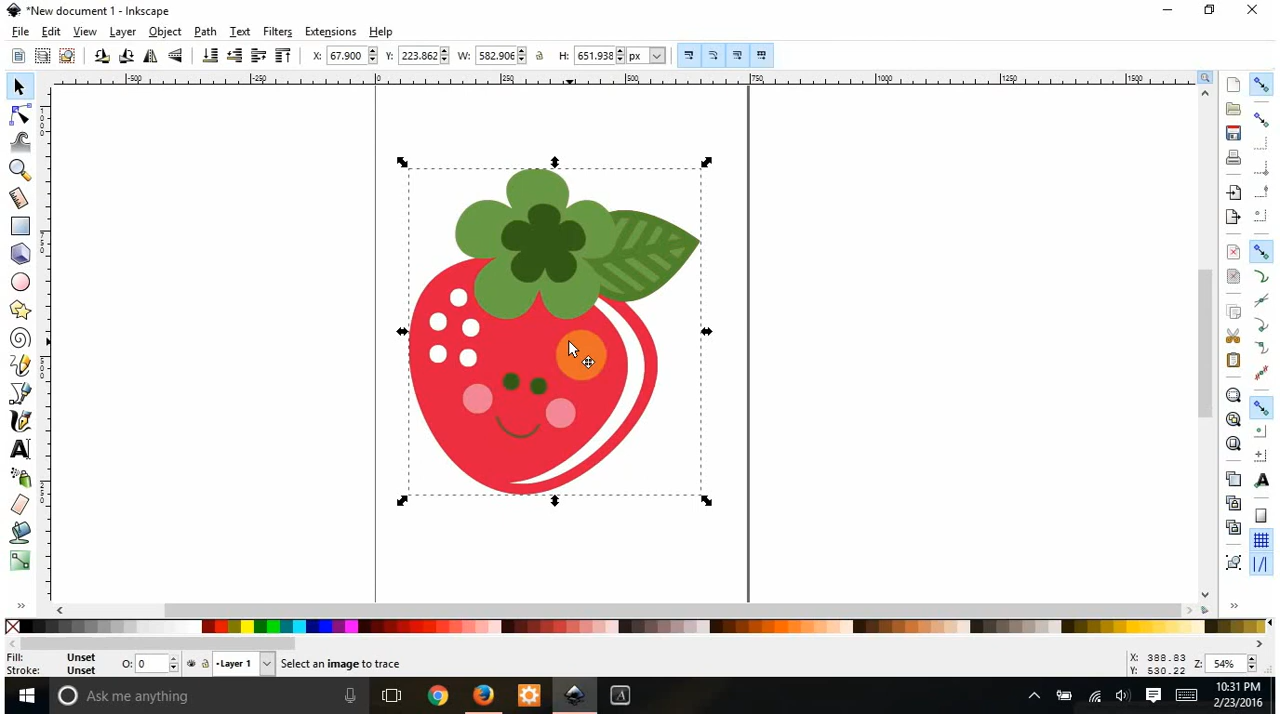 *New document 1 - Inkscape
File Edit View Layer Object Path Text Filters Extensions Help
X: 67.900 Y: 223.862 W: 582.906 H: 651.938 px
-500 -250 0 250 500 750 1000 1250 1500
Fill: Unset
Stroke: Unset
O: 0
•Layer 1
Select an image to trace
X: 388.83
Y: 530.22
Z: 54%
Ask me anything
10:31 PM
2/23/2016